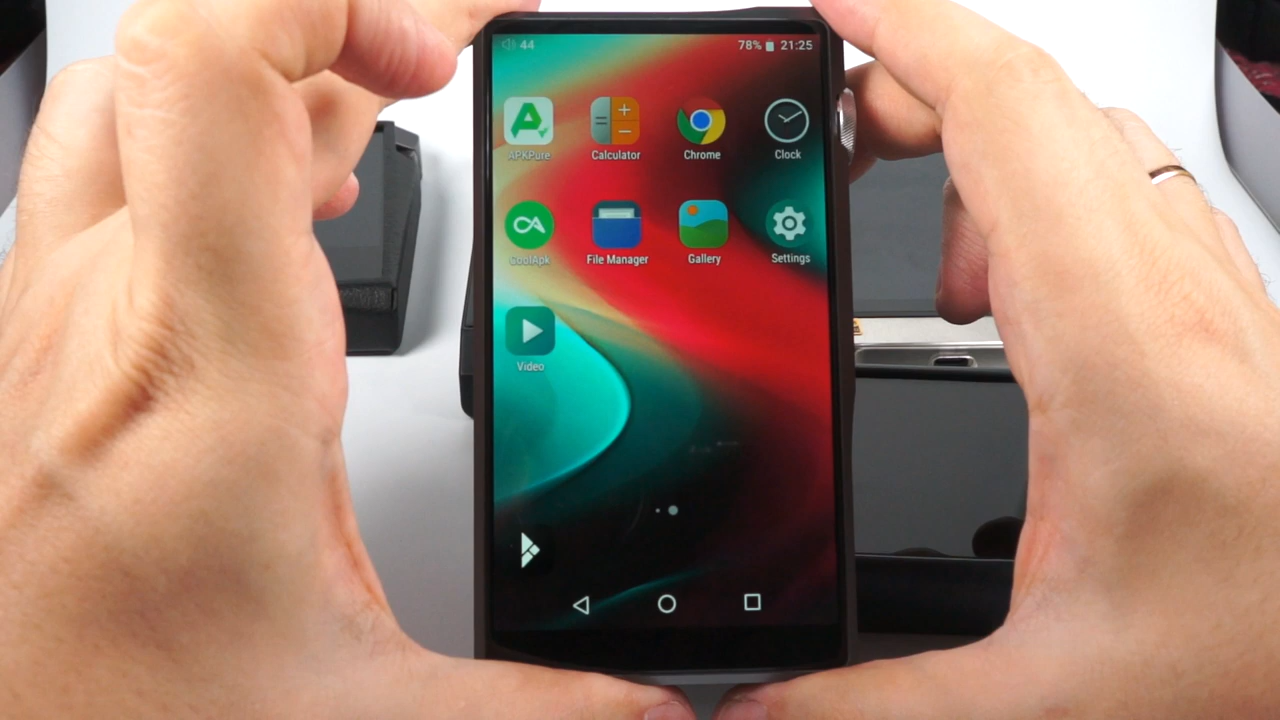 44
78% 21:25
APKPure Calculator Chrome Clock
CoolApk File Manager Gallery Settings
Video